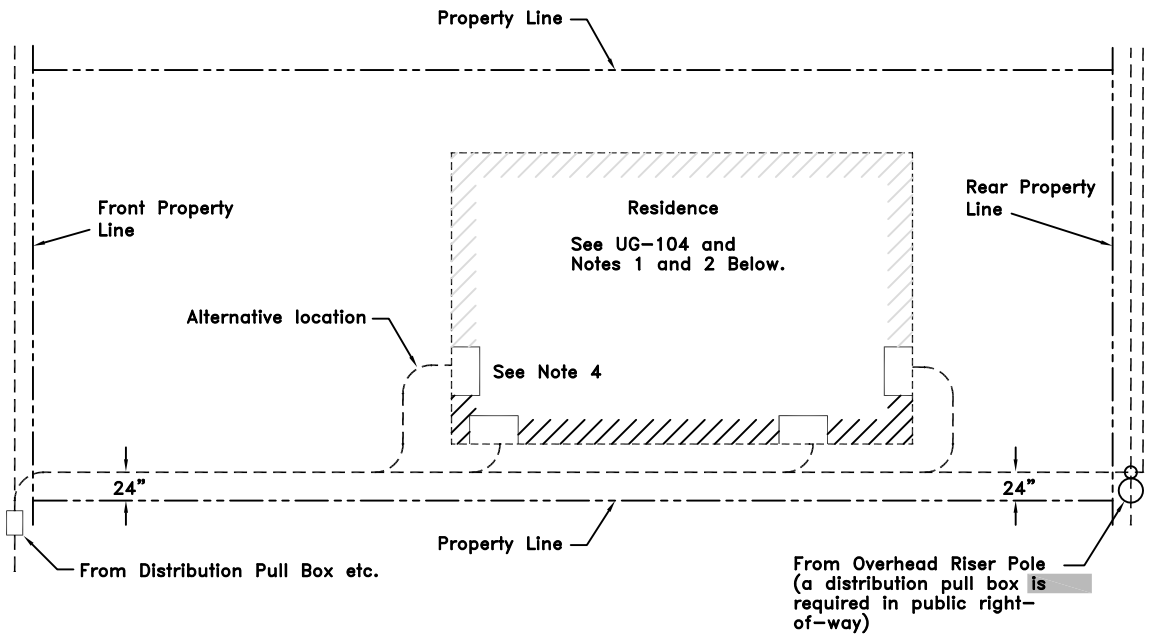 Property Line
Front Property
Line
Residence
See UG-104 and
Notes 1 and 2 Below.
Rear Property
Line
Alternative location
See Note 4
24"
24"
Property Line
From Distribution Pull Box etc.
From Overhead Riser Pole
(a distribution pull box is
required in public right-
of-way)